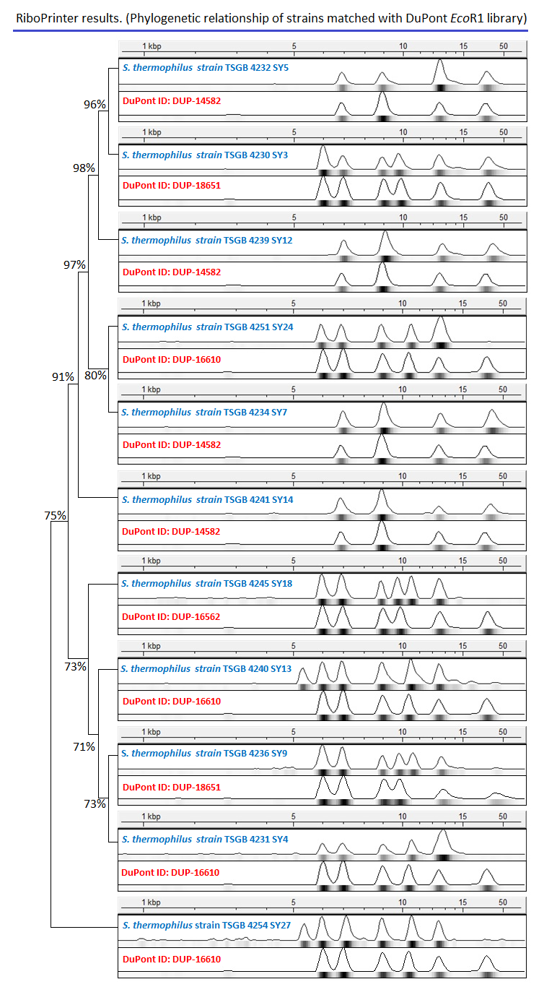 RiboPrinter results. (Phylogenetic relationship of strains matched with DuPont EcoR1 library)
1 kbp 5 10 15 50
S. thermophilus strain TSGB 4232 SY5
96%
DuPont ID: DUP-14582
1 kbp 5 10 15 50
S. thermophilus strain TSGB 4230 SY3
98%
DuPont ID: DUP-18651
1 kbp 5 10 15 50
S. thermophilus strain TSGB 4239 SY12
97%
DuPont ID: DUP-14582
1 kbp 5 10 15 50
S. thermophilus strain TSGB 4251 SY24
DuPont ID: DUP-16610
91%
80%
1 kbp 5 10 15 50
S. thermophilus strain TSGB 4234 SY7
DuPont ID: DUP-14582
1 kbp 5 10 15 50
S. thermophilus strain TSGB 4241 SY14
75%
DuPont ID: DUP-14582
1 kbp 5 10 15 50
S. thermophilus strain TSGB 4245 SY18
DuPont ID: DUP-16562
1 kbp 5 10 15 50
73%
S. thermophilus strain TSGB 4240 SY13
DuPont ID: DUP-16610
1 kbp 5 10 15 50
71%
S. thermophilus strain TSGB 4236 SY9
DuPont ID: DUP-18651
73%
1 kbp 5 10 15 50
S. thermophilus strain TSGB 4231 SY4
DuPont ID: DUP-16610
1 kbp 5 10 15 50
S. thermophilus strain TSGB 4254 SY27
DuPont ID: DUP-16610